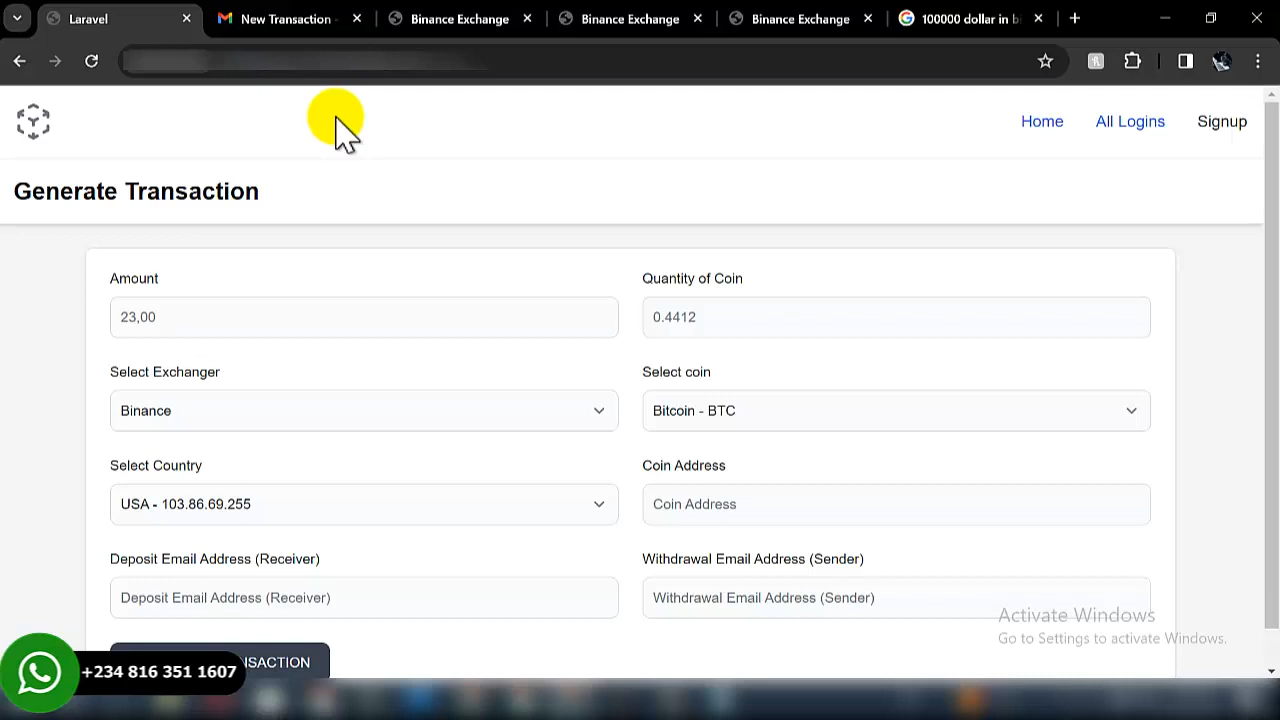 Laravel
New Transaction -
Binance Exchange
Binance Exchange
Binance Exchange
100000 dollar in b
Home
All Logins
Signup
Generate Transaction
Amount
Quantity of Coin
23,00
0.4412
Select Exchanger
Select coin
Binance
Bitcoin - BTC
Select Country
Coin Address
USA - 103.86.69.255
Coin Address
Deposit Email Address (Receiver)
Withdrawal Email Address (Sender)
Deposit Email Address (Receiver)
Withdrawal Email Address (Sender)
Activate Windows
Go to Settings to activate Windows.
+234 816 351 1607